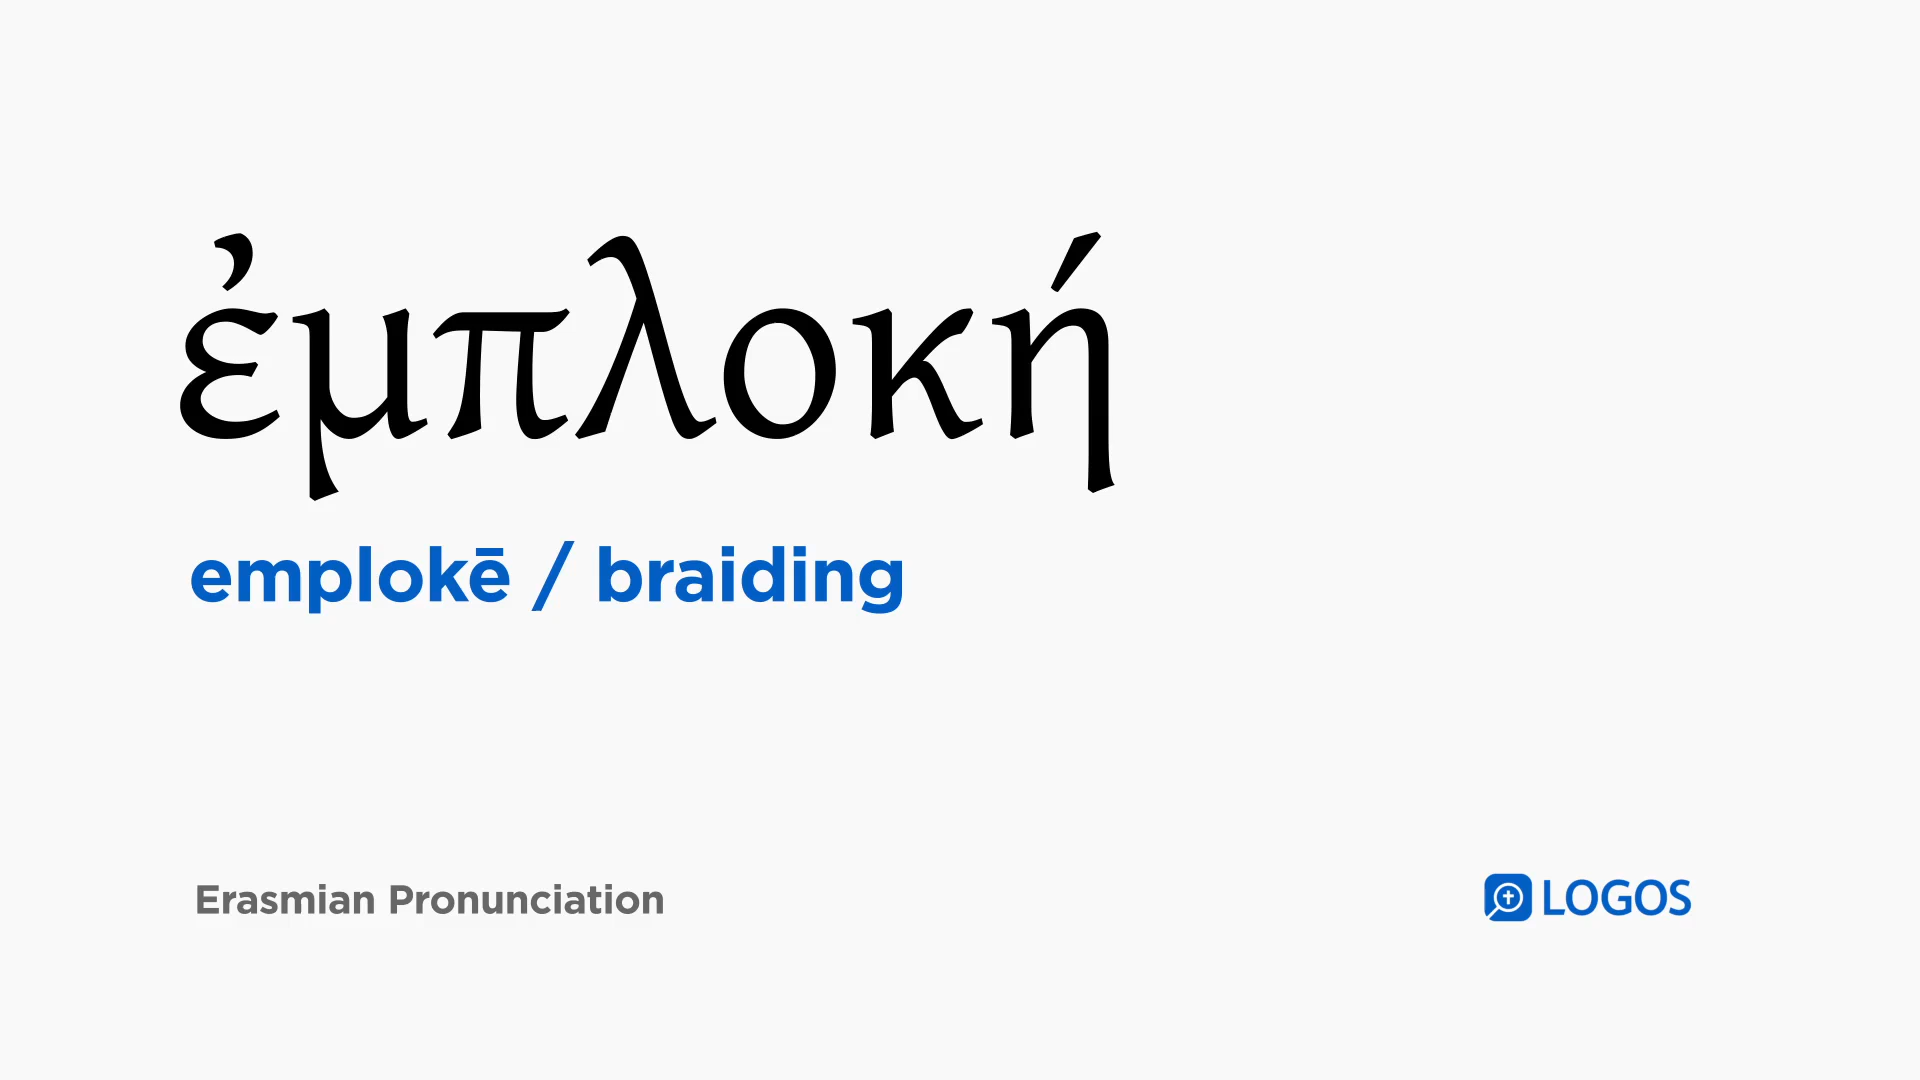 ἐμπλοκή
emplokē / braiding
Erasmian Pronunciation
LOGOS